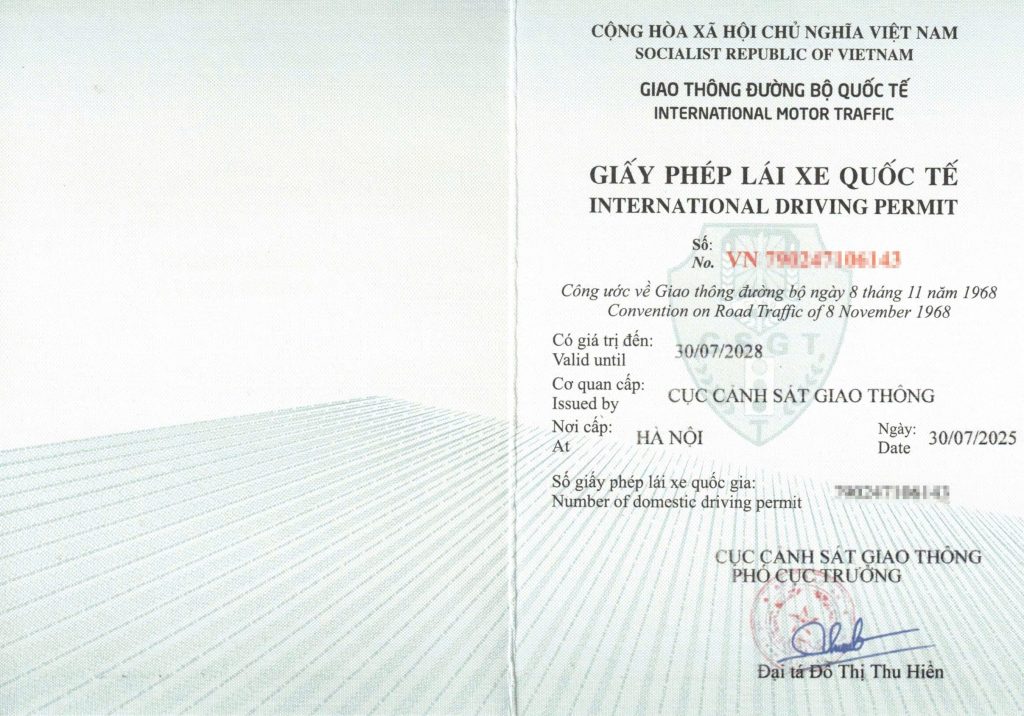 CỘNG HÒA XÃ HỘI CHỦ NGHĨA VIỆT NAM
SOCIALIST REPUBLIC OF VIETNAM
GIAO THÔNG ĐƯỜNG BỘ QUỐC TẾ
INTERNATIONAL MOTOR TRAFFIC
GIẤY PHÉP LÁI XE QUỐC TẾ
INTERNATIONAL DRIVING PERMIT
Số:
No. VN
Công ước về Giao thông đường bộ ngày 8 tháng 11 năm 1968
Convention on Road Traffic of 8 November 1968
CSGT
T
Có giá trị đến: 30/07/2028
Valid until
Cơ quan cấp: CỤC CẢNH SÁT GIAO THÔNG
Issued by
Nơi cấp: HÀ NỘI Ngày: 30/07/2025
At Date
Số giấy phép lái xe quốc gia:
Number of domestic driving permit
CỤC CẢNH SÁT GIAO THÔNG
PHÓ CỤC TRƯỞNG
Đại tá Đỗ Thị Thu Hiền